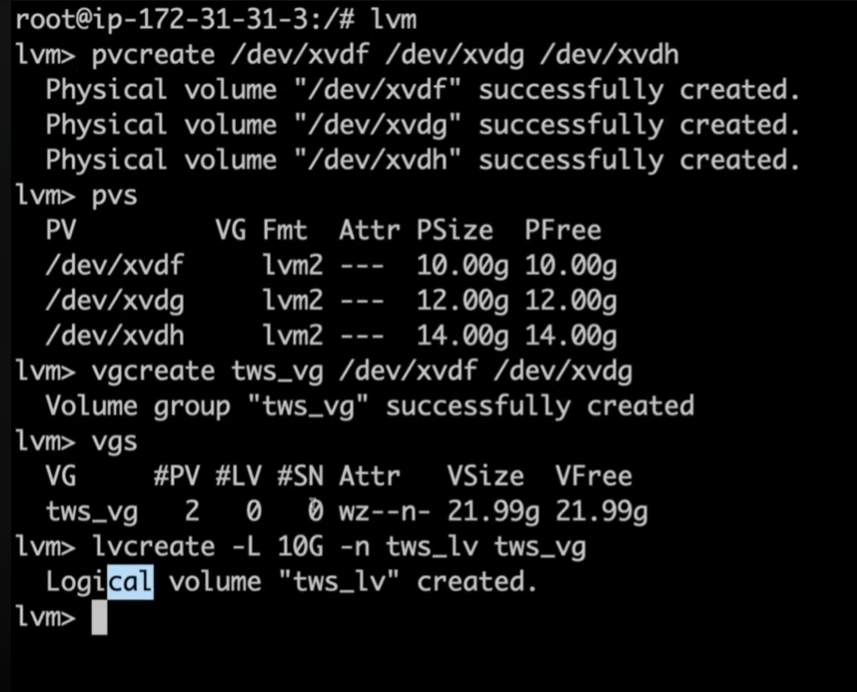 root@ip-172-31-31-3:/# lvm
lvm> pvcreate /dev/xvdf /dev/xvdg /dev/xvdh
  Physical volume "/dev/xvdf" successfully created.
  Physical volume "/dev/xvdg" successfully created.
  Physical volume "/dev/xvdh" successfully created.
lvm> pvs
  PV         VG Fmt  Attr PSize  PFree
  /dev/xvdf     lvm2 ---  10.00g 10.00g
  /dev/xvdg     lvm2 ---  12.00g 12.00g
  /dev/xvdh     lvm2 ---  14.00g 14.00g
lvm> vgcreate tws_vg /dev/xvdf /dev/xvdg
  Volume group "tws_vg" successfully created
lvm> vgs
  VG     #PV #LV #SN Attr   VSize  VFree
  tws_vg   2   0   0 wz--n- 21.99g 21.99g
lvm> lvcreate -L 10G -n tws_lv tws_vg
  Logical volume "tws_lv" created.
lvm>